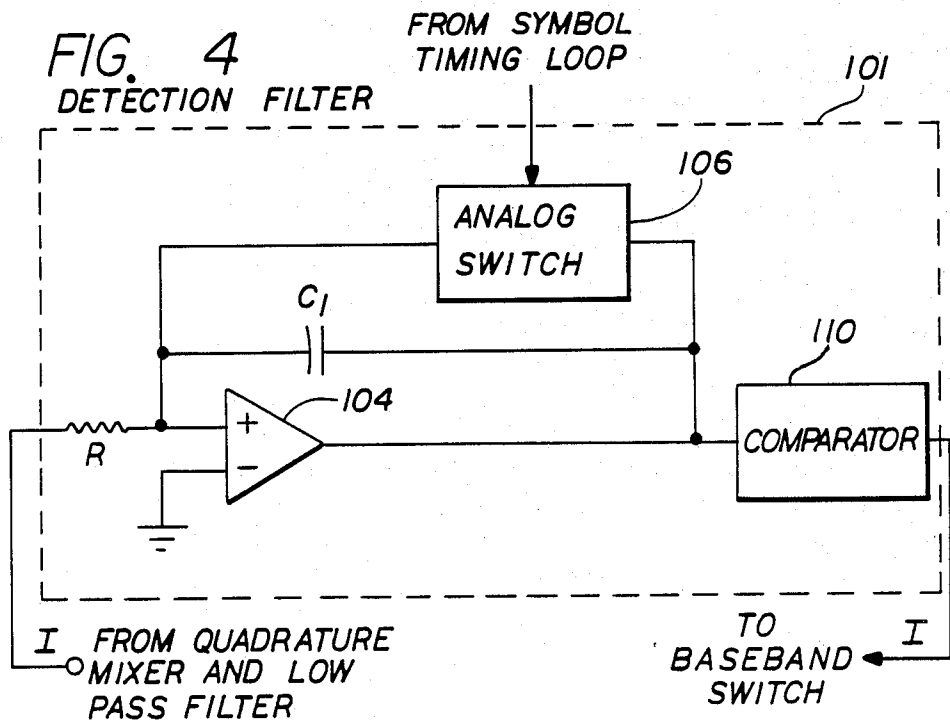 FIG. 4
DETECTION FILTER
FROM SYMBOL
TIMING LOOP
101
106
ANALOG
SWITCH
C1
110
104
+
−
R
COMPARATOR
I FROM QUADRATURE
MIXER AND LOW
PASS FILTER
TO I
BASEBAND
SWITCH